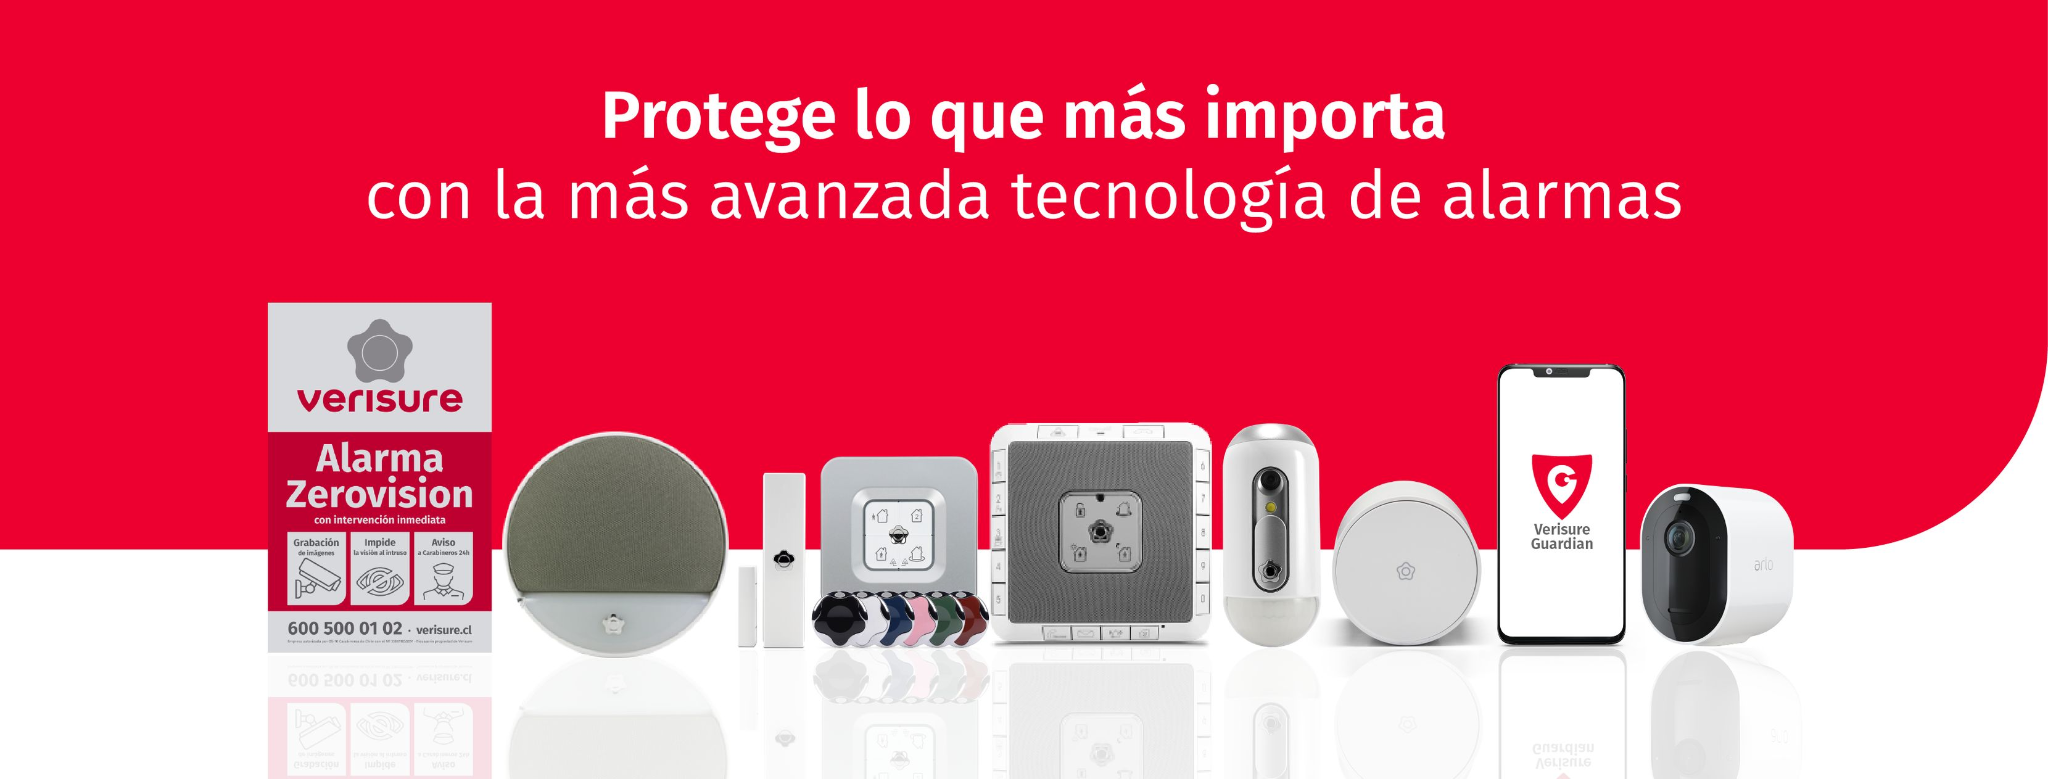 Protege lo que más importa
con la más avanzada tecnología de alarmas
verisure
Alarma
Zerovision
con intervención inmediata
Grabación
de imágenes
Impide
la visión al intruso
Aviso
a Carabineros 24h
600 500 01 02 · verisure.cl
Verisure
Guardian
arlo